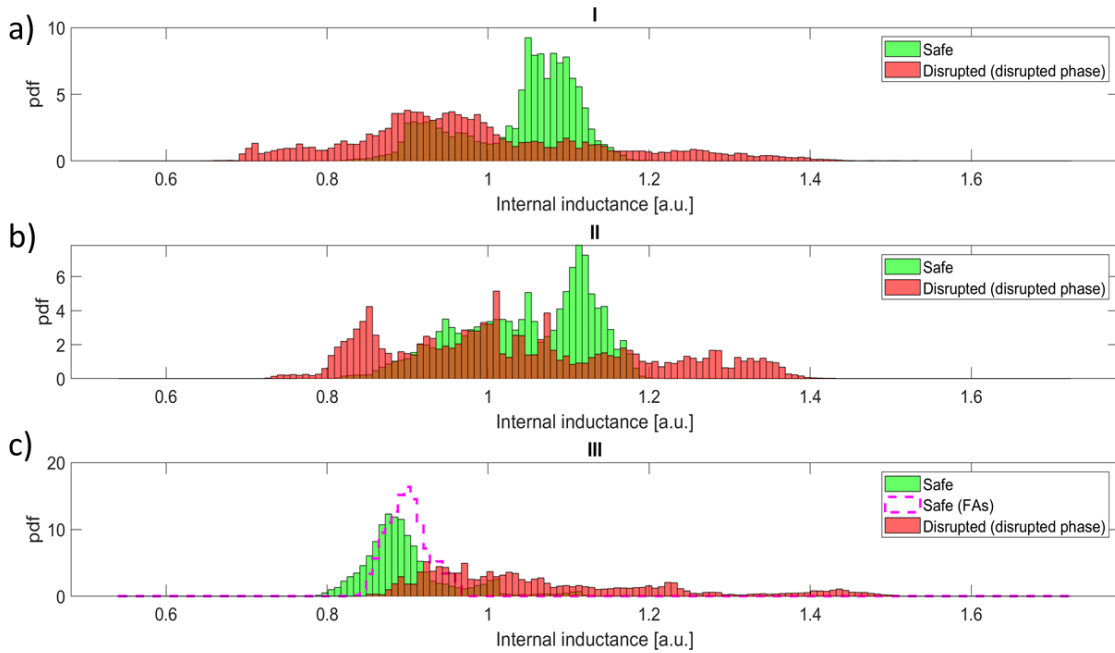 a)
I
10
5
0
pdf
Safe
Disrupted (disrupted phase)
0.6 0.8 1 1.2 1.4 1.6
Internal inductance [a.u.]
b)
II
6
4
2
0
pdf
Safe
Disrupted (disrupted phase)
0.6 0.8 1 1.2 1.4 1.6
Internal inductance [a.u.]
c)
III
20
10
0
pdf
Safe
Safe (FAs)
Disrupted (disrupted phase)
0.6 0.8 1 1.2 1.4 1.6
Internal inductance [a.u.]